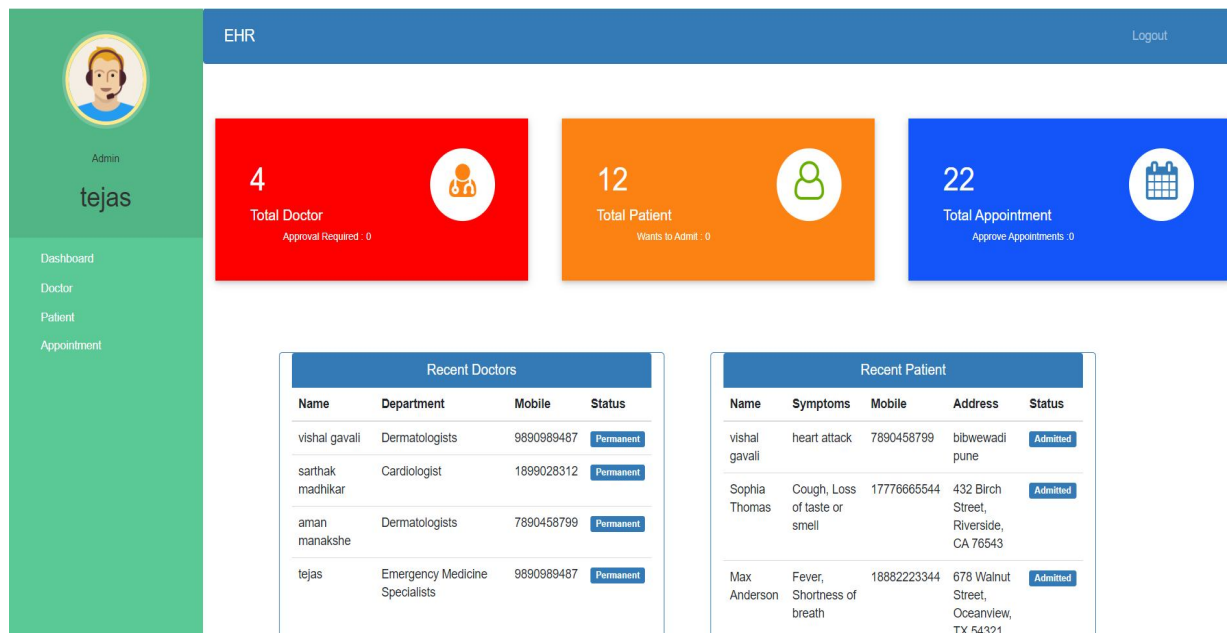 EHR
Logout
Admin
tejas
Dashboard
Doctor
Patient
Appointment
4
Total Doctor
Approval Required : 0
12
Total Patient
Wants to Admit : 0
22
Total Appointment
Approve Appointments :0
Recent Doctors
Name Department Mobile Status
vishal gavali Dermatologists 9890989487 Permanent
sarthak Cardiologist 1899028312 Permanent
madhikar
aman Dermatologists 7890458799 Permanent
manakshe
tejas Emergency Medicine 9890989487 Permanent
Specialists
Recent Patient
Name Symptoms Mobile Address Status
vishal heart attack 7890458799 bibwewadi Admitted
gavali pune
Sophia Cough, Loss 17776665544 432 Birch Admitted
Thomas of taste or Street,
smell Riverside,
CA 76543
Max Fever, 18882223344 678 Walnut Admitted
Anderson Shortness of Street,
breath Oceanview,
TX 54321